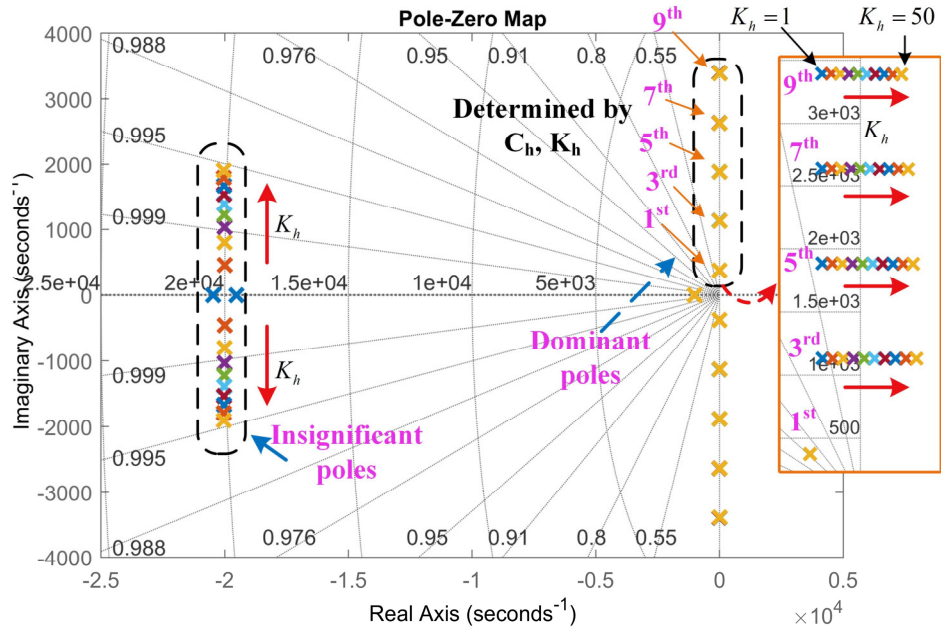 Pole-Zero Map
9th
K_h = 1
K_h = 50
4000
0.988
0.976
0.95
0.91
0.8
0.55
3000
Determined by
C_h, K_h
7th
9th
3e+03
K_h
0.995
5th
7th
2.5e+03
2000
3rd
0.999
K_h
1st
5th
2e+03
1000
2.5e+04
2e+04
1.5e+04
1e+04
5e+03
0
1.5e+03
3rd
1e+03
K_h
Dominant
poles
-1000
0.999
1st
500
-2000
Insignificant
poles
0.995
-3000
0.988
0.976
0.95
0.91
0.8
0.55
-4000
-2.5
-2
-1.5
-1
-0.5
0
0.5
×10^4
Real Axis (seconds^-1)
Imaginary Axis (seconds^-1)